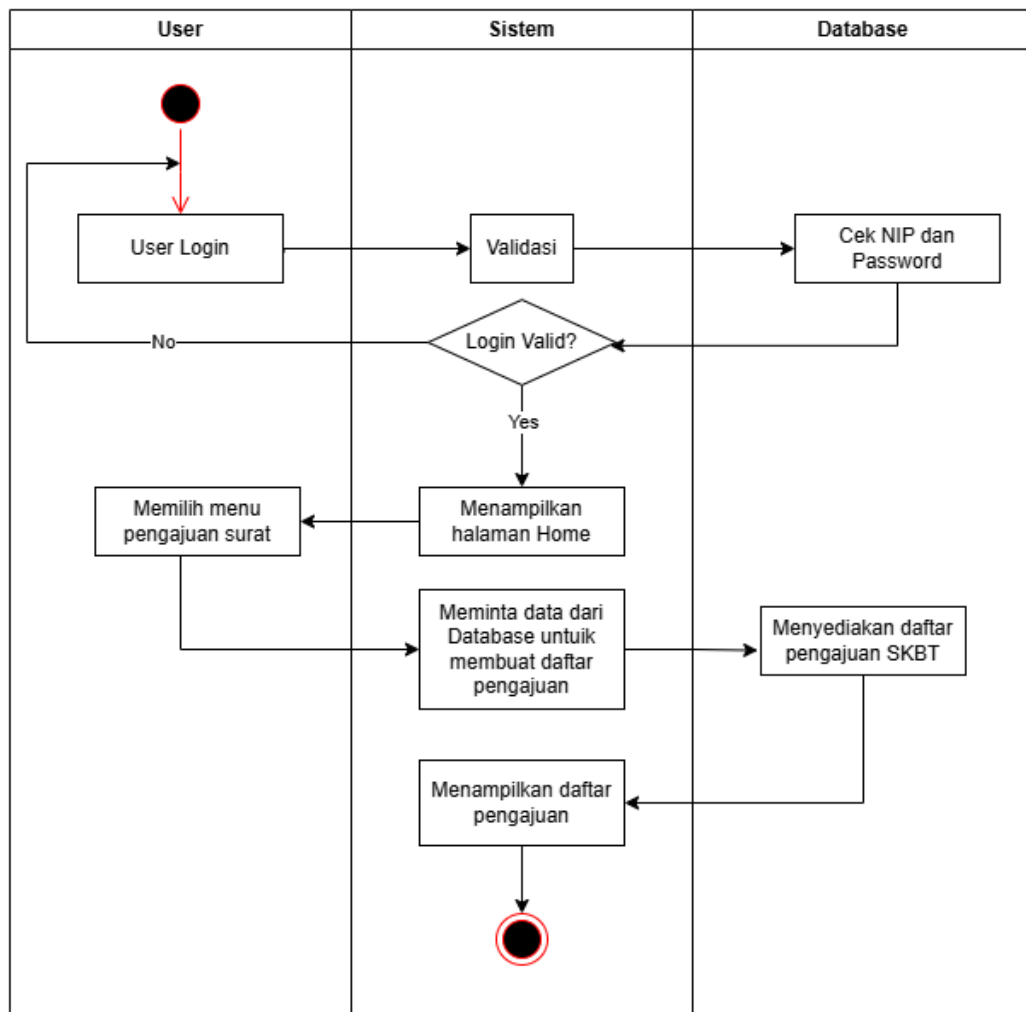 User
Sistem
Database
User Login
Validasi
Cek NIP dan
Password
Login Valid?
No
Yes
Memilih menu
pengajuan surat
Menampilkan
halaman Home
Meminta data dari
Database untuik
membuat daftar
pengajuan
Menyediakan daftar
pengajuan SKBT
Menampilkan daftar
pengajuan